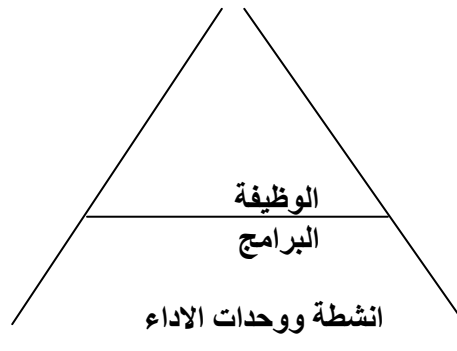 الوظيفة
البرامج
انشطة ووحدات الاداء